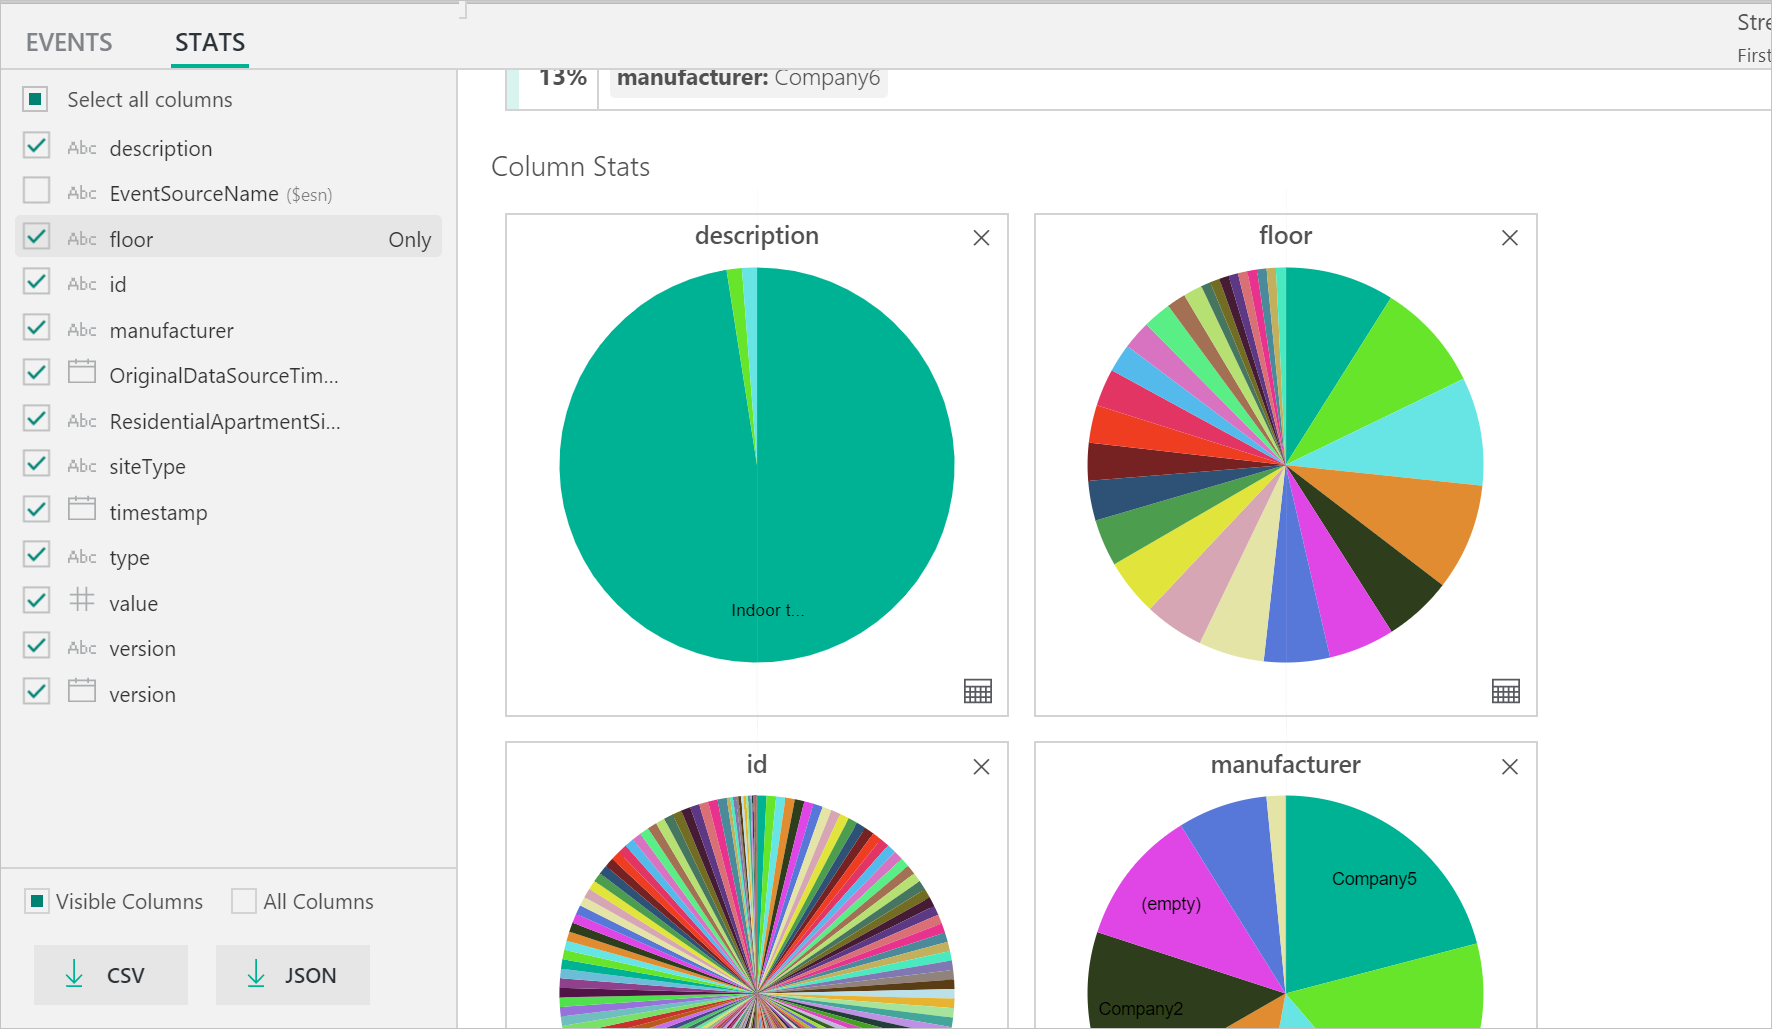 EVENTS
STATS
Stre
First
Select all columns
Abc description
Abc EventSourceName ($esn)
Abc floor Only
Abc id
Abc manufacturer
OriginalDataSourceTim...
Abc ResidentialApartmentSi...
Abc siteType
timestamp
Abc type
value
Abc version
version
Visible Columns
All Columns
CSV
JSON
13% manufacturer: Company6
Column Stats
description
Indoor t...
floor
id
manufacturer
Company5
(empty)
Company2